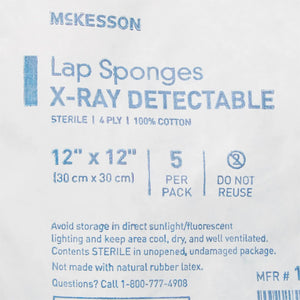 McKESSON
Lap Sponges
X-RAY DETECTABLE
STERILE | 4 PLY | 100% COTTON
12" x 12"
(30 cm x 30 cm)
5
PER
PACK
DO NOT
REUSE
Avoid storage in direct sunlight/fluorescent
lighting and keep area cool, dry, and well ventilated.
Contents STERILE in unopened, undamaged package.
Not made with natural rubber latex.
Questions? Call 1-800-777-4908
MFR # 1